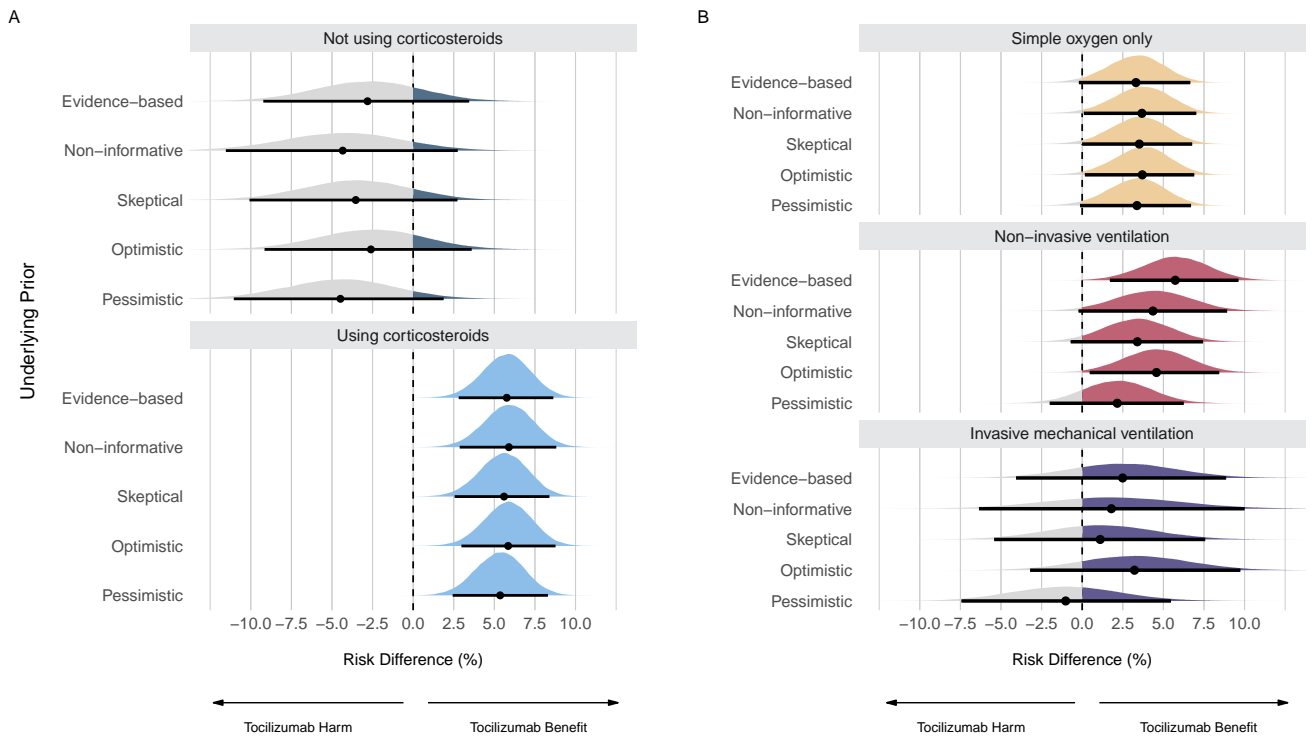 A
Not using corticosteroids
Evidence−based
Non−informative
Skeptical
Optimistic
Pessimistic
Using corticosteroids
Evidence−based
Non−informative
Skeptical
Optimistic
Pessimistic
Underlying Prior
−10.0 −7.5 −5.0 −2.5 0.0 2.5 5.0 7.5 10.0
Risk Difference (%)
Tocilizumab Harm
Tocilizumab Benefit
B
Simple oxygen only
Evidence−based
Non−informative
Skeptical
Optimistic
Pessimistic
Non−invasive ventilation
Evidence−based
Non−informative
Skeptical
Optimistic
Pessimistic
Invasive mechanical ventilation
Evidence−based
Non−informative
Skeptical
Optimistic
Pessimistic
−10.0 −7.5 −5.0 −2.5 0.0 2.5 5.0 7.5 10.0
Risk Difference (%)
Tocilizumab Harm
Tocilizumab Benefit